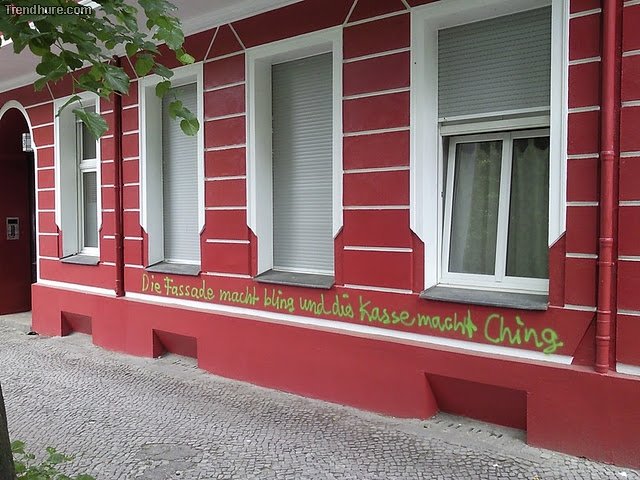 Trendhure.com
Die Fassade macht bling und die Kasse macht Ching